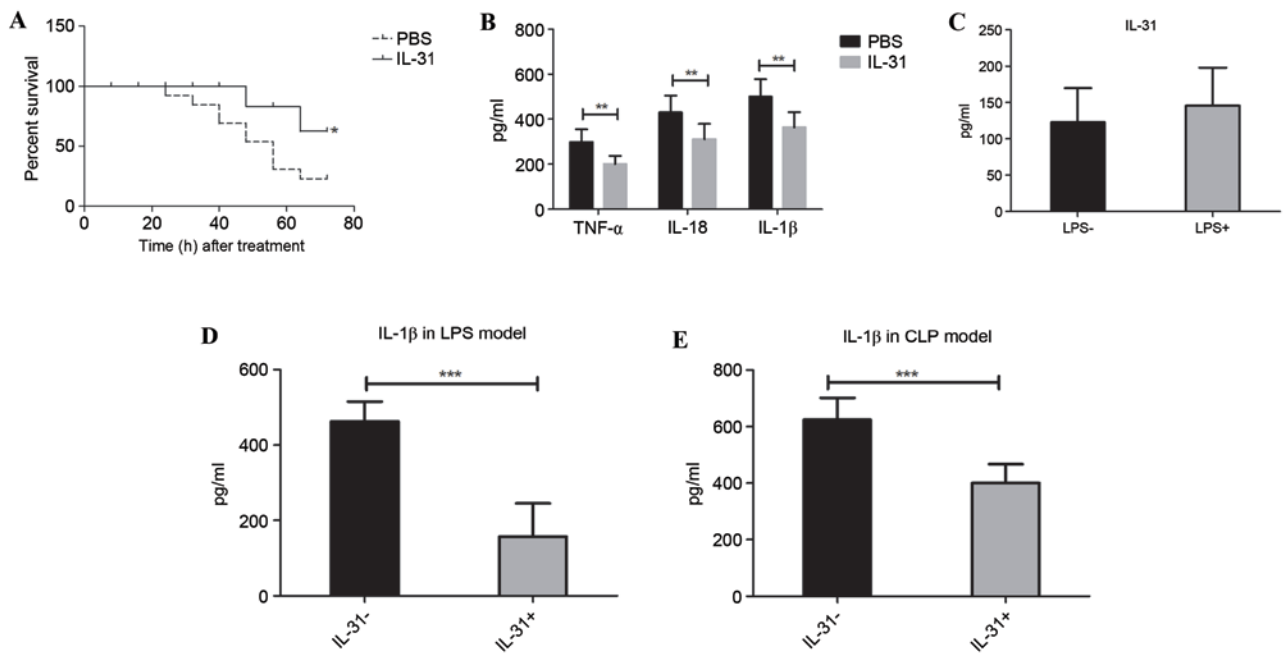 A
150
100
50
0
Percent survival
0 20 40 60 80
Time (h) after treatment
PBS
IL-31
*
B
800
600
400
200
0
pg/ml
PBS
IL-31
** ** **
TNF-α IL-18 IL-1β
C
IL-31
250
200
150
100
50
0
pg/ml
LPS- LPS+
D
IL-1β in LPS model
600
400
200
0
pg/ml
***
IL-31- IL-31+
E
IL-1β in CLP model
800
600
400
200
0
pg/ml
***
IL-31- IL-31+